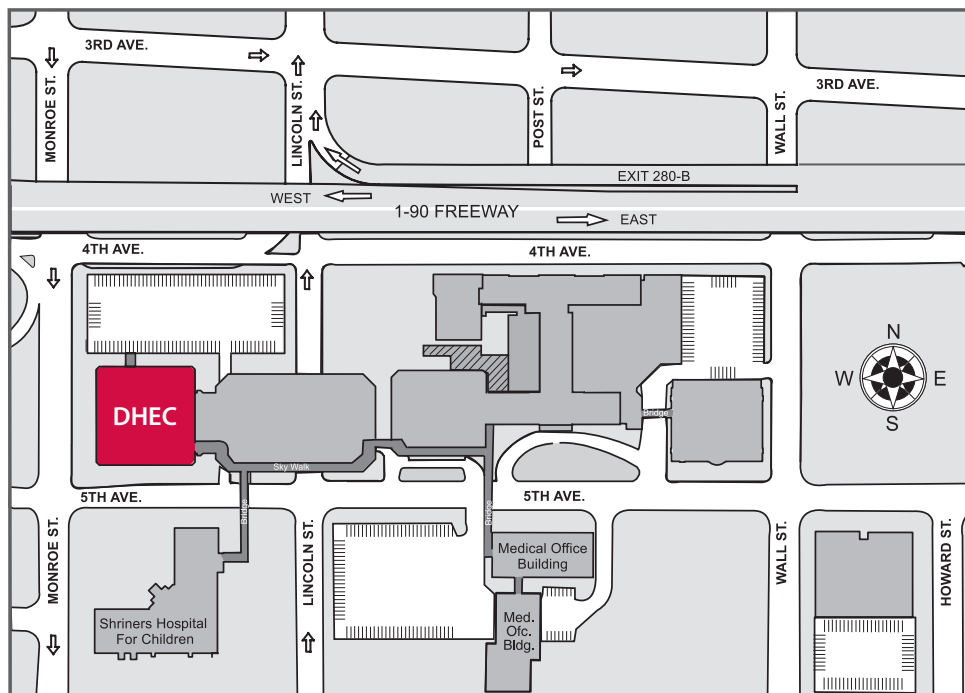 3RD AVE.
3RD AVE.
MONROE ST.
LINCOLN ST.
POST ST.
WALL ST.
EXIT 280-B
WEST
1-90 FREEWAY
EAST
4TH AVE.
4TH AVE.
N
W
E
S
DHEC
Bridge
Sky Walk
5TH AVE.
5TH AVE.
Bridge
Bridge
MONROE ST.
LINCOLN ST.
WALL ST.
HOWARD ST.
Medical Office
Building
Shriners Hospital
For Children
Med.
Ofc.
Bldg.